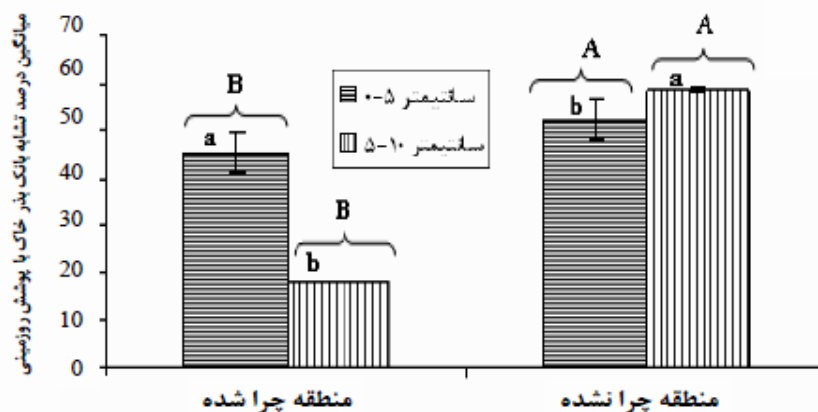 میانگین درصد تشابه بانک بذر خاک با پوشش روزمینی
70
60
50
40
30
20
10
0
B
a
B
b
۰-۵ سانتیمتر
۵-۱۰ سانتیمتر
A
b
A
a
منطقه چرا شده
منطقه چرا نشده